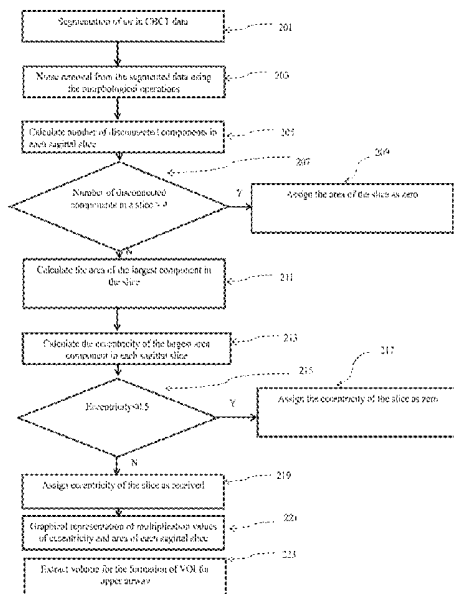 Segmentation of air in CBCT data
201
Noise removal from the segmented data using
the morphological operations
203
Calculate number of disconnected components in
each sagittal slice
205
207
209
Number of disconnected
components in a slice >
Y
Assign the area of the slice as zero
N
Calculate the area of the largest component in
the slice
211
Calculate the eccentricity of the largest area
component in each sagittal slice
213
215
217
Eccentricity<0.5
Y
Assign the eccentricity of the slice as zero
N
Assign eccentricity of the slice as received
219
Graphical representation of multiplication values
of eccentricity and area of each sagittal slice
221
Extract volume for the formation of VOI for
upper airway
223